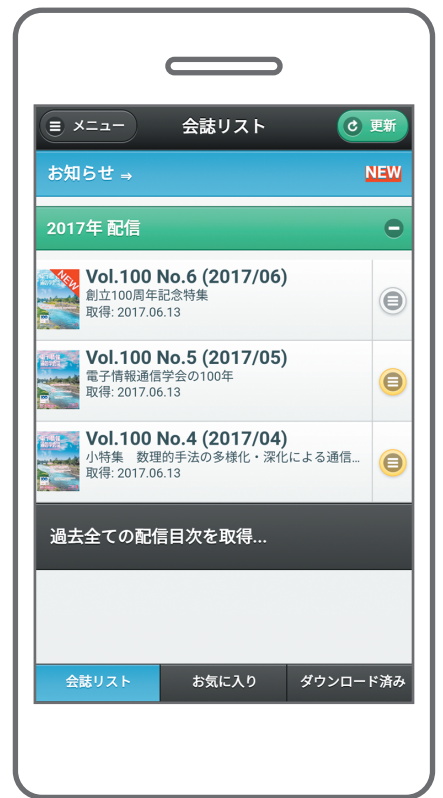 メニュー
会誌リスト
更新
お知らせ ⇒
NEW
2017年 配信
NEW
Vol.100 No.6 (2017/06)
創立100周年記念特集
取得: 2017.06.13
Vol.100 No.5 (2017/05)
電子情報通信学会の100年
取得: 2017.06.13
Vol.100 No.4 (2017/04)
小特集　数理的手法の多様化・深化による通信...
取得: 2017.06.13
過去全ての配信目次を取得...
会誌リスト
お気に入り
ダウンロード済み